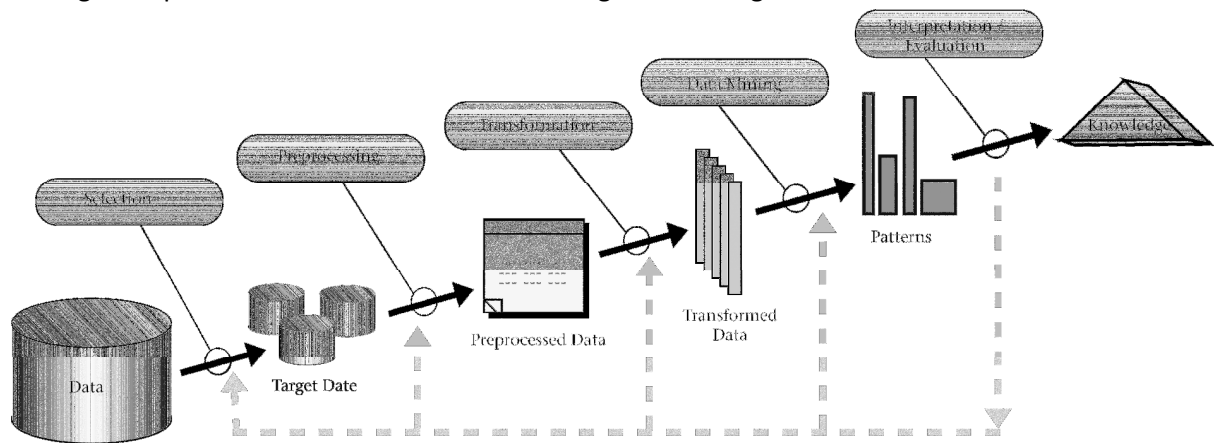 Interpretation /
Evaluation
Data Mining
Transformation
Preprocessing
Selection
Knowledge
Patterns
Transformed
Data
Preprocessed Data
Target Date
Data